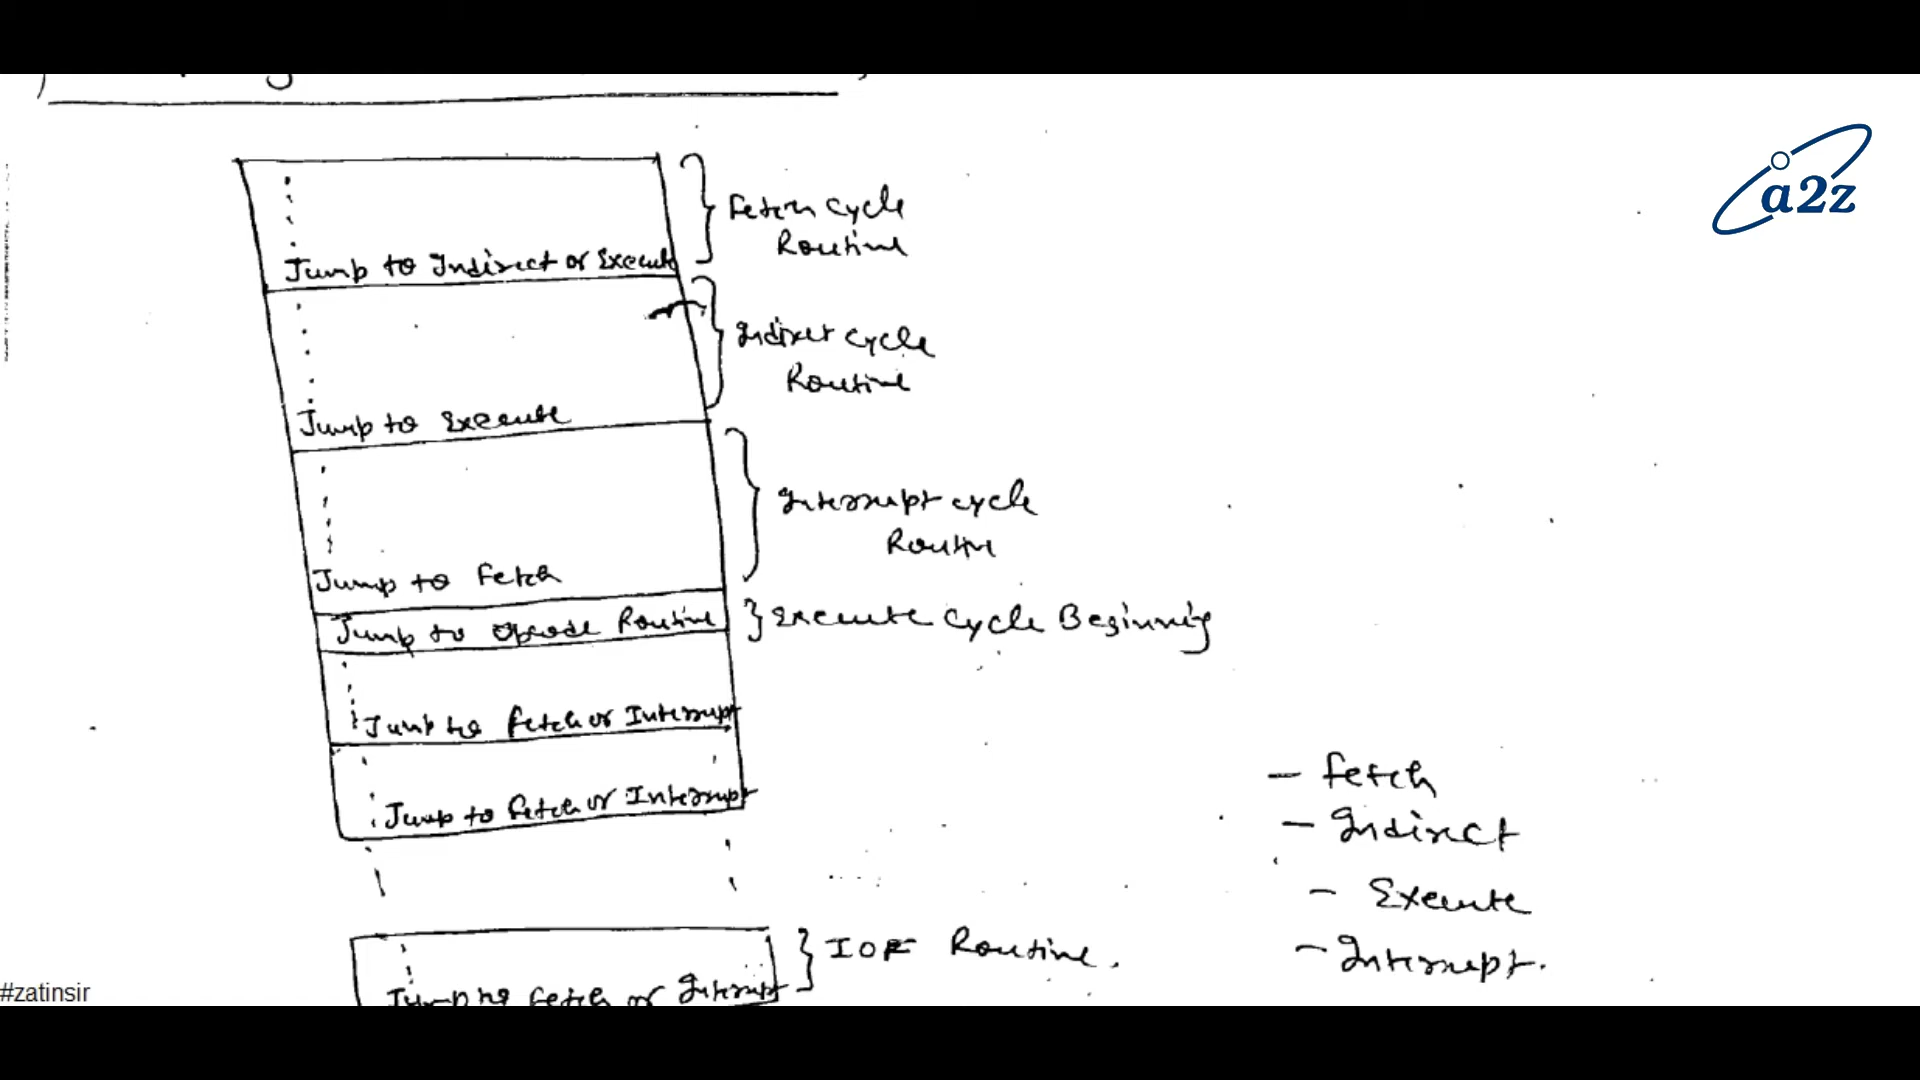 a2z
Jump to Indirect or Execute
Fetch cycle
Routine
Jump to Execute
Indirect cycle
Routine
Interrupt cycle
Routine
Jump to Fetch
Jump to Opcode Routine
Execute cycle Beginning
Jump to fetch or Interrupt
Jump to fetch or Interrupt
- fetch
- Indirect
- Execute
- Interrupt.
IOF Routine.
Jump to fetch or Interrupt
#zatinsir